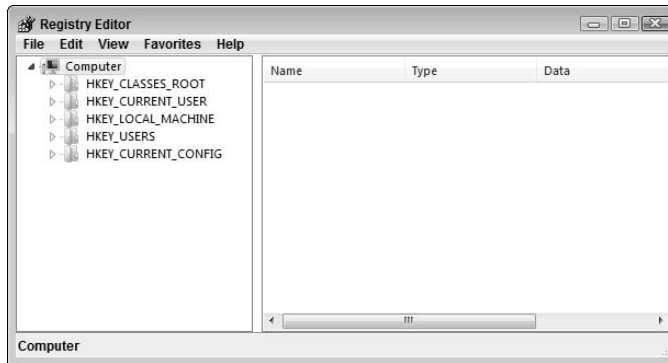 Registry Editor
File Edit View Favorites Help
Computer
HKEY_CLASSES_ROOT
HKEY_CURRENT_USER
HKEY_LOCAL_MACHINE
HKEY_USERS
HKEY_CURRENT_CONFIG
Name Type Data
Computer